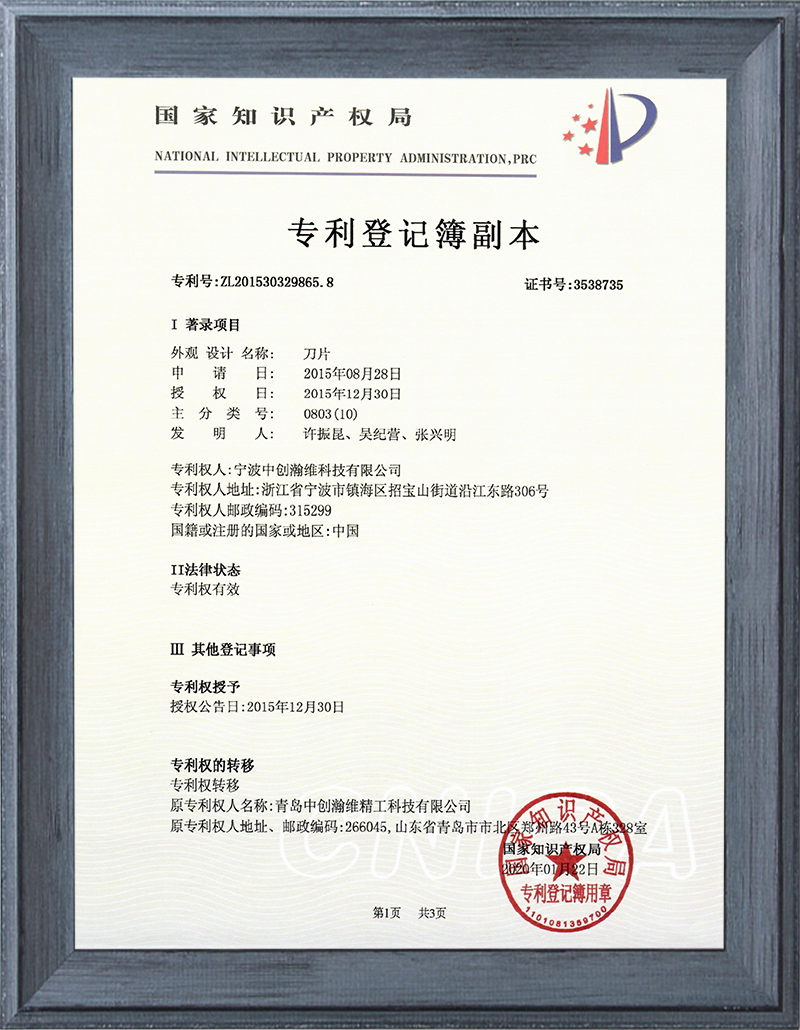 国家知识产权局
NATIONAL INTELLECTUAL PROPERTY ADMINISTRATION,PRC
专利登记簿副本
专利号:ZL201530329865.8 证书号:3538735
I 著录项目
外观 设计 名称: 刀片
申 请 日: 2015年08月28日
授 权 日: 2015年12月30日
主 分 类 号: 0803(10)
发 明 人: 许振昆、吴纪营、张兴明
专利权人:宁波中创瀚维科技有限公司
专利权人地址:浙江省宁波市镇海区招宝山街道沿江东路306号
专利权人邮政编码:315299
国籍或注册的国家或地区:中国
II法律状态
专利权有效
III 其他登记事项
专利权授予
授权公告日:2015年12月30日
专利权的转移
专利权转移
原专利权人名称:青岛中创瀚维精工科技有限公司
原专利权人地址、邮政编码:266045,山东省青岛市市北区郑州路43号A栋328室
国家知识产权局
2020年01月22日
国家知识产权局
专利登记簿用章
1101081359700
CNIPA
第1页 共3页